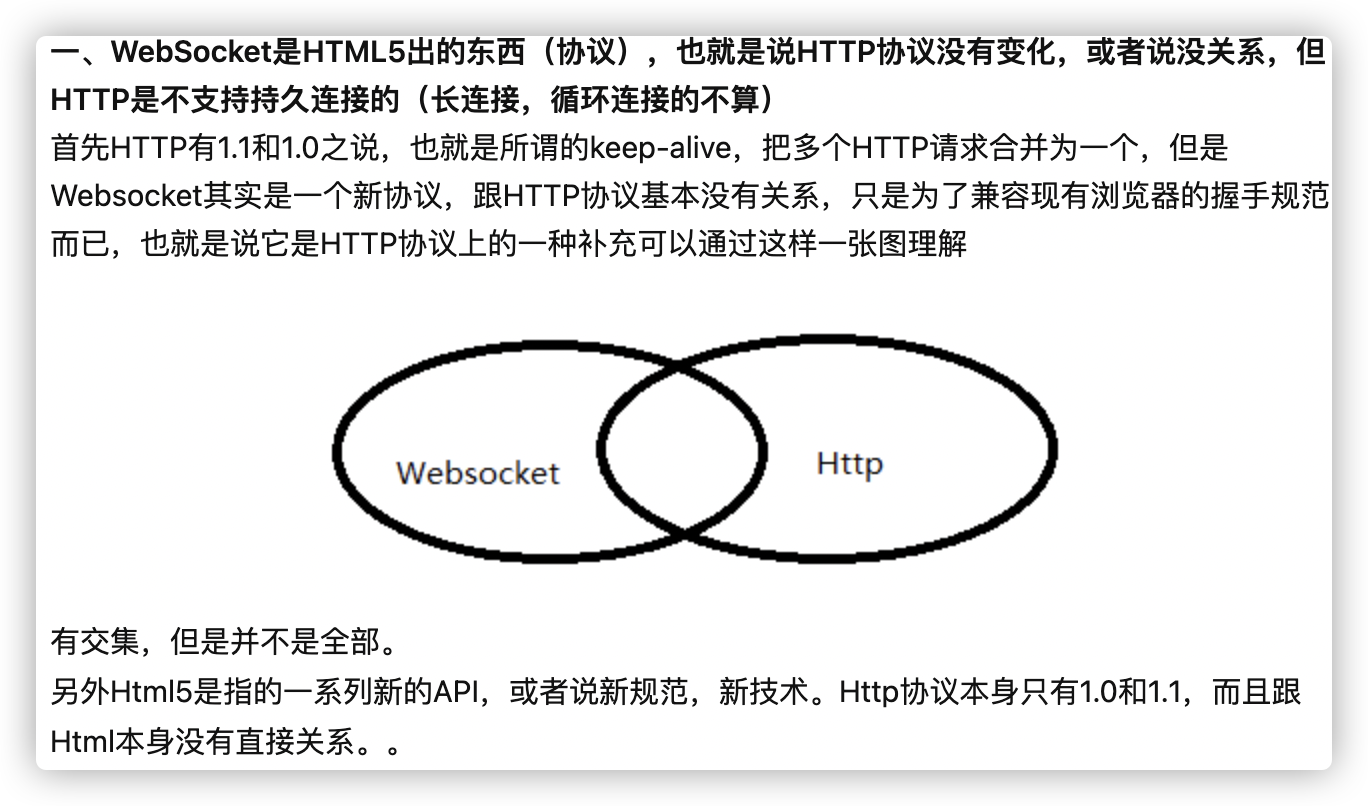 一、WebSocket是HTML5出的东西（协议），也就是说HTTP协议没有变化，或者说没关系，但
HTTP是不支持持久连接的（长连接，循环连接的不算）
首先HTTP有1.1和1.0之说，也就是所谓的keep-alive，把多个HTTP请求合并为一个，但是
Websocket其实是一个新协议，跟HTTP协议基本没有关系，只是为了兼容现有浏览器的握手规范
而已，也就是说它是HTTP协议上的一种补充可以通过这样一张图理解
Websocket
Http
有交集，但是并不是全部。
另外Html5是指的一系列新的API，或者说新规范，新技术。Http协议本身只有1.0和1.1，而且跟
Html本身没有直接关系。。